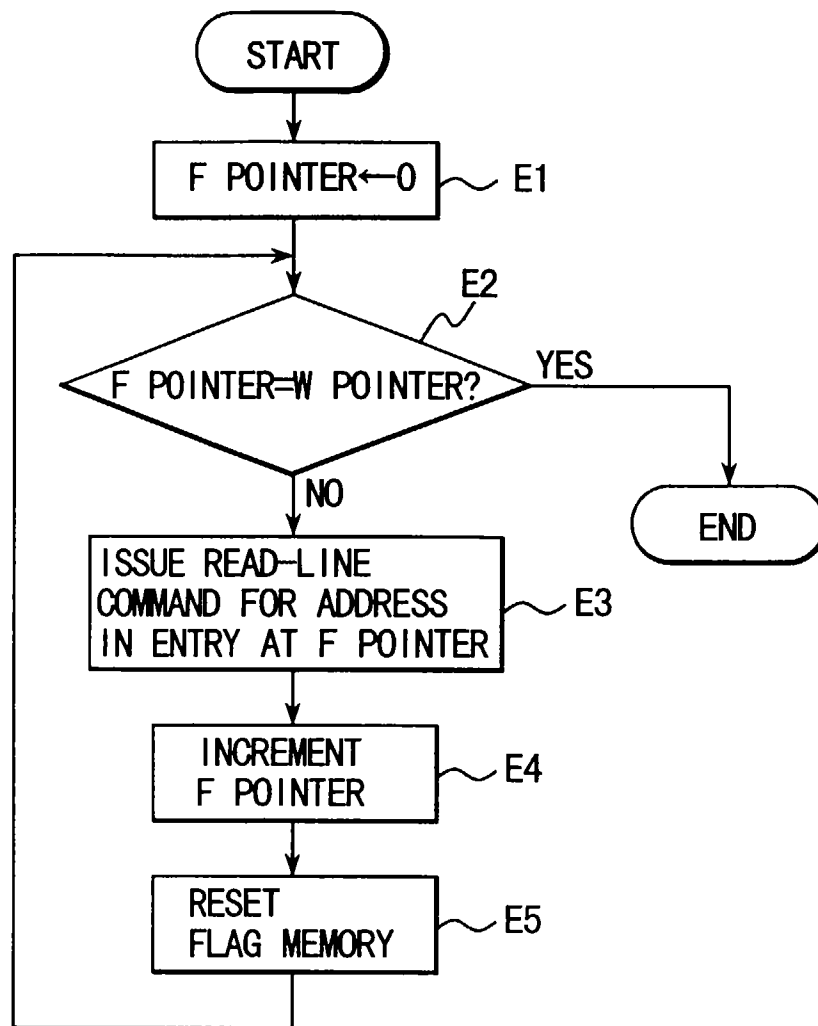 START
F POINTER←0
E1
E2
F POINTER=W POINTER?
YES
NO
END
ISSUE READ-LINE
COMMAND FOR ADDRESS
IN ENTRY AT F POINTER
E3
INCREMENT
F POINTER
E4
RESET
FLAG MEMORY
E5